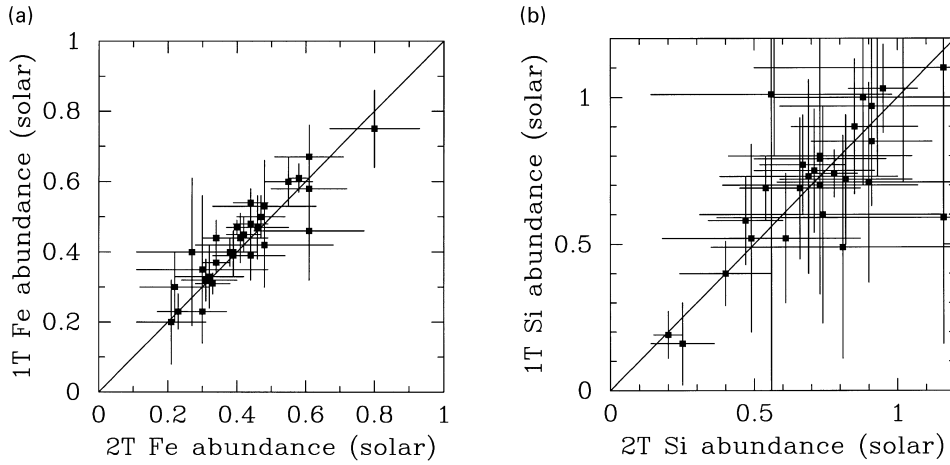 (a)
1
0.8
0.6
0.4
0.2
0
0 0.2 0.4 0.6 0.8 1
1T Fe abundance (solar)
2T Fe abundance (solar)
(b)
1
0.5
0
0 0.5 1
1T Si abundance (solar)
2T Si abundance (solar)